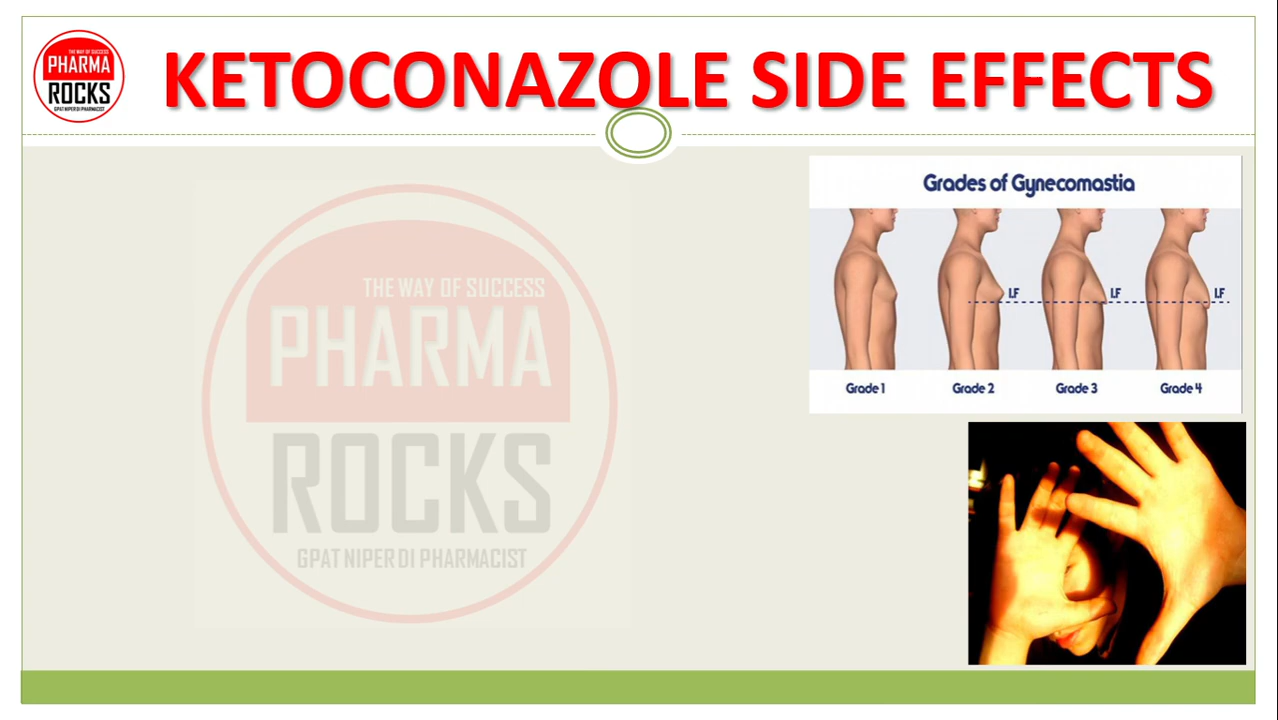 THE WAY OF SUCCESS
PHARMA
ROCKS
GPAT NIPER DI PHARMACIST
KETOCONAZOLE SIDE EFFECTS
Grades of Gynecomastia
LF
LF
LF
Grade 1
Grade 2
Grade 3
Grade 4
THE WAY OF SUCCESS
PHARMA
ROCKS
GPAT NIPER DI PHARMACIST